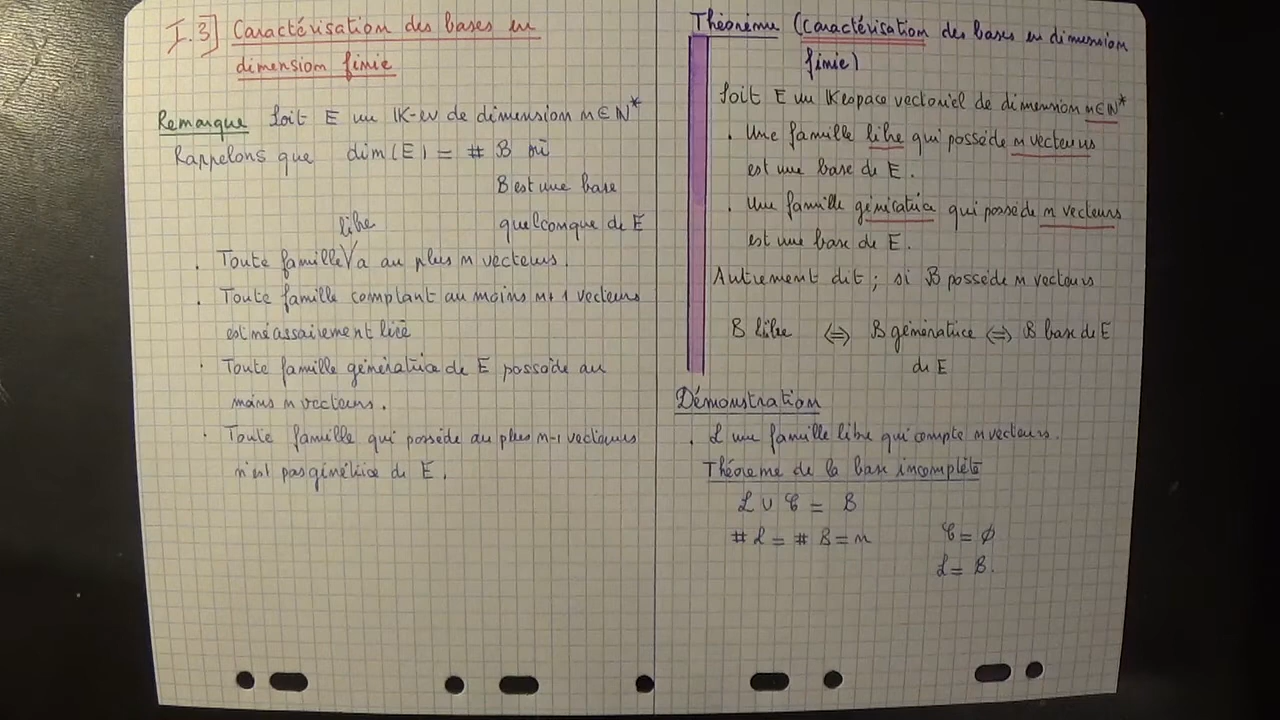 I.3] Caractérisation des bases en
dimension finie
Remarque Soit E un IK-ev de dimension n∈N*
Rappelons que dim(E) = # B où
B est une base
quelconque de E
libre
. Toute famille √ a au plus n vecteurs.
. Toute famille comptant au moins n+1 vecteurs
est nécessairement liée
. Toute famille génératrice de E possède au
moins n vecteurs.
. Toute famille qui possède au plus n-1 vecteurs
n'est pas génétrice de E.
Théorème (Caractérisation des bases en dimension
finie)
Soit E un IK espace vectoriel de dimension n∈N*
. Une famille libre qui possède n vecteurs
est une base de E.
. Une famille génératrice qui possède n vecteurs
est une base de E.
Autrement dit ; si B possède n vecteurs
B libre ⇔ B génératrice ⇔ B base de E
de E
Démonstration
. L une famille libre qui compte n vecteurs.
Théorème de la base incomplète
L ∪ C = B
# L = # B = n C = ∅
L = B.